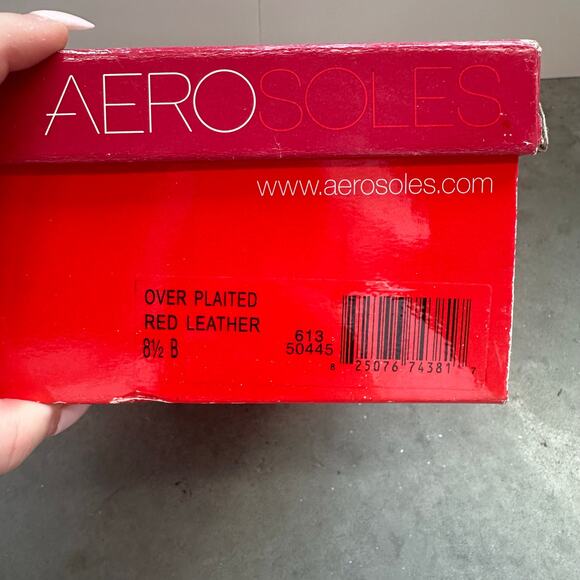 AEROSOLES
www.aerosoles.com
OVER PLAITED
RED LEATHER
8½ B
613
50445
8 25076 74381 7